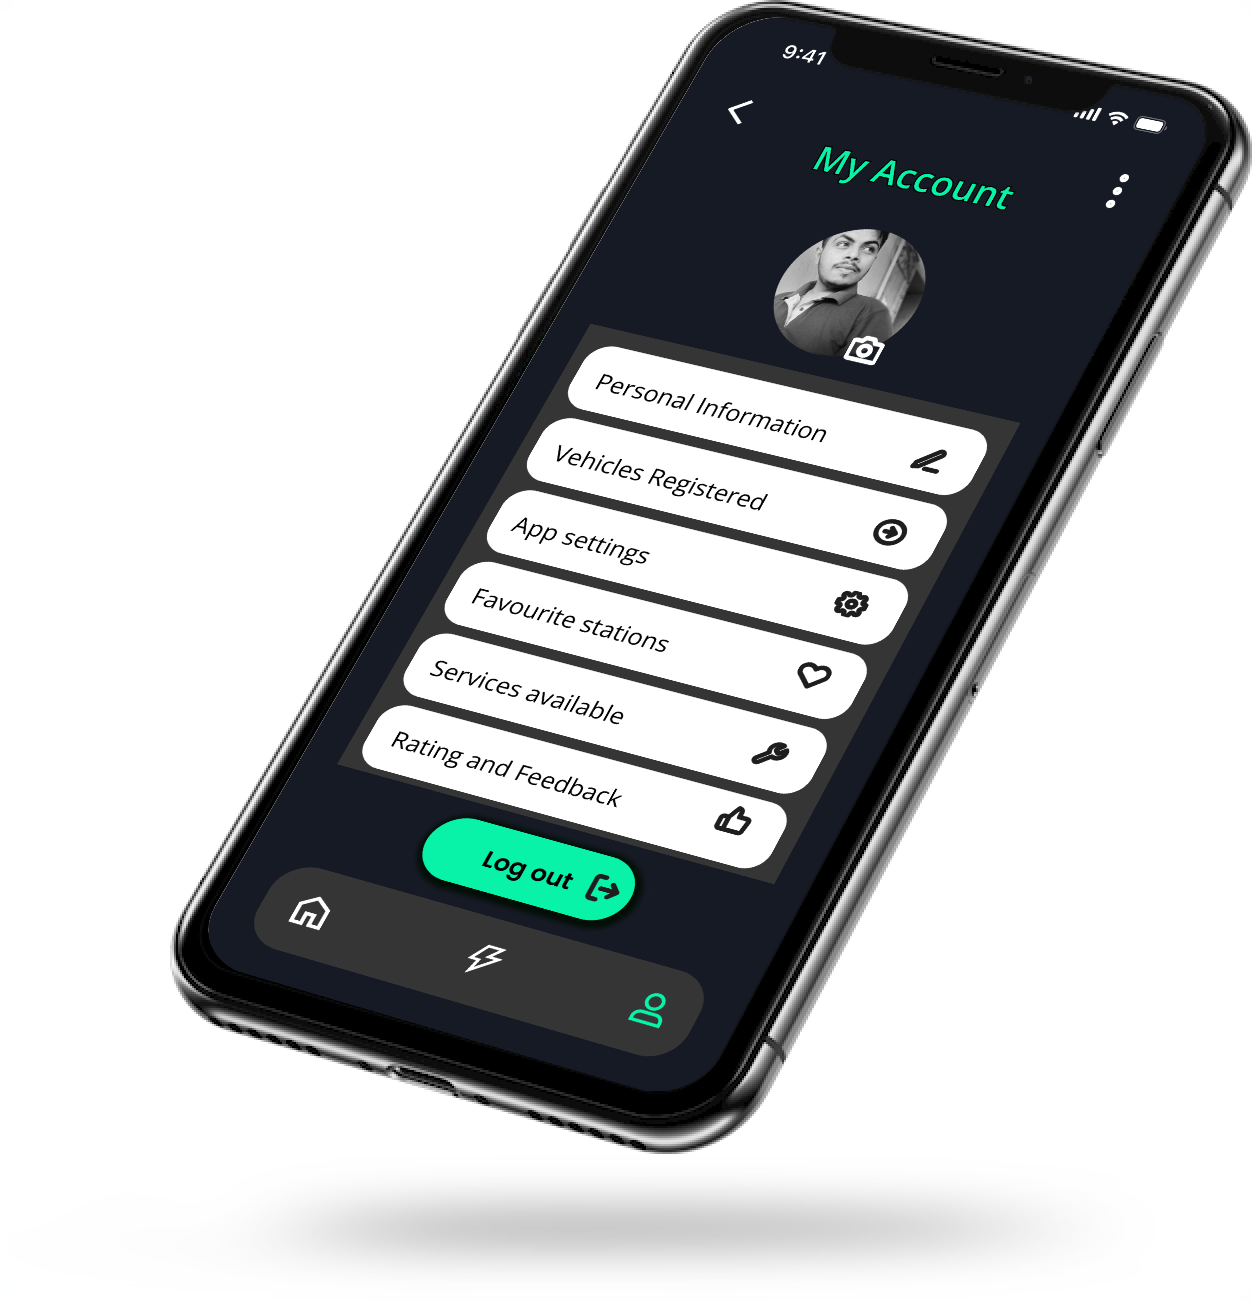 9:41
My Account
Personal Information
Vehicles Registered
App settings
Favourite stations
Services available
Rating and Feedback
Log out